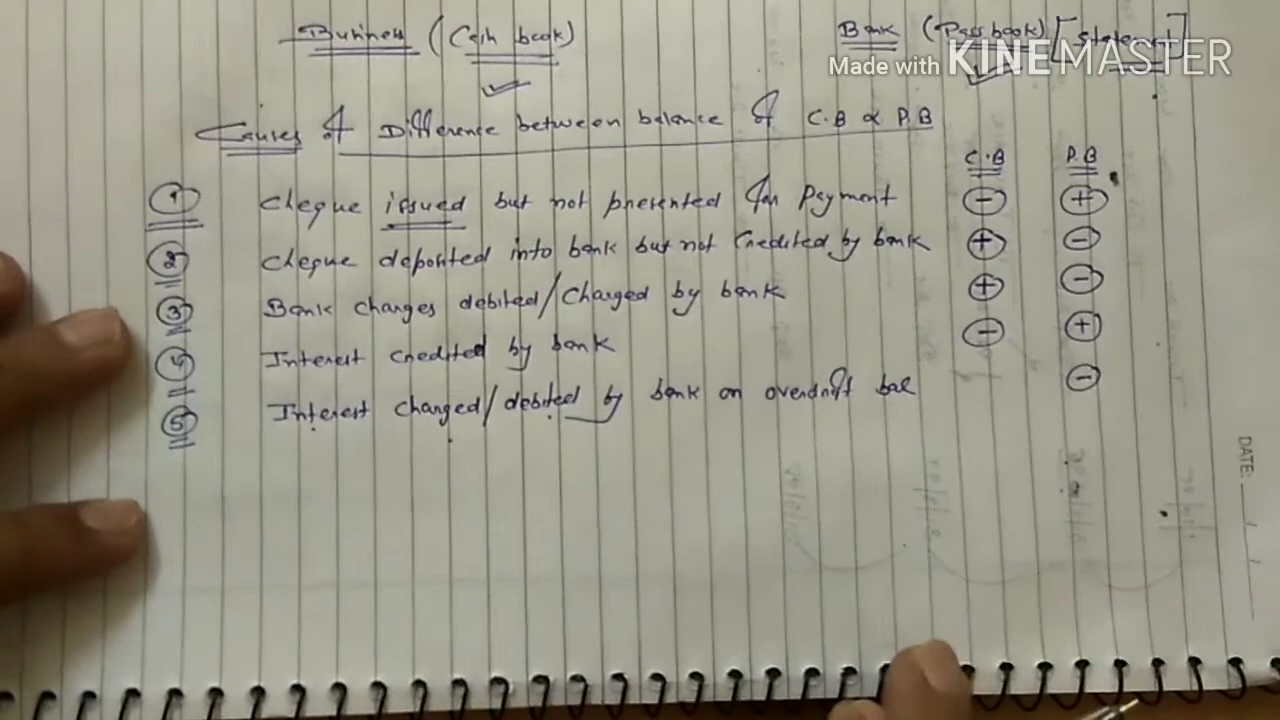 Business (Cash book) Bank (Pass book) [Statement]
Made with KINEMASTER
Causes of Difference between balance of C.B & P.B
C.B P.B
1 Cheque issued but not presented for Payment - +
2 Cheque deposited into bank but not Credited by bank + -
3 Bank charges debited/Charged by bank + -
4 Interest credited by bank - +
5 Interest charged/debited by bank on overdraft bal -
DATE: